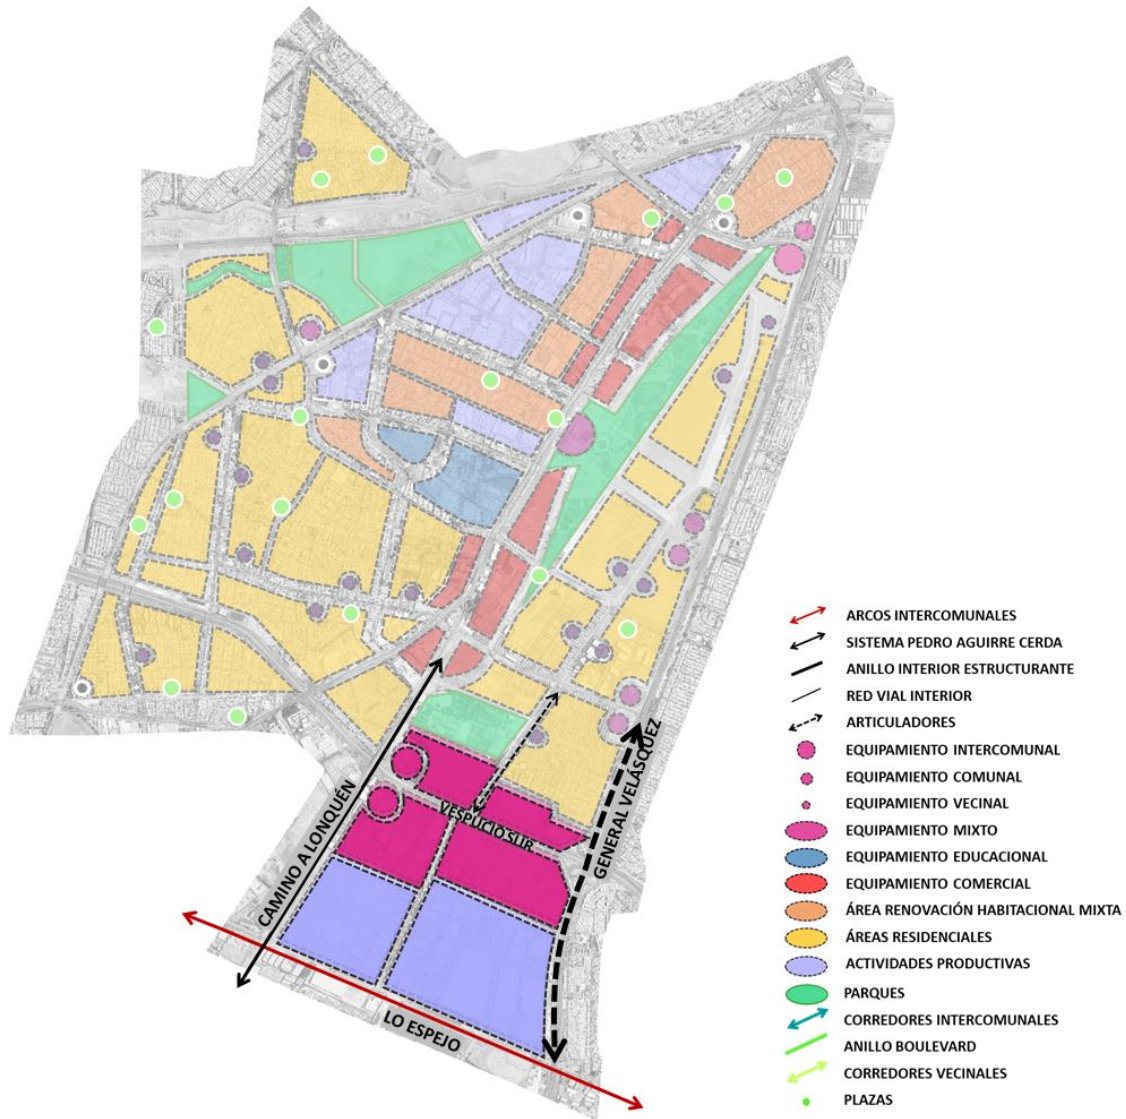 ARCOS INTERCOMUNALES
SISTEMA PEDRO AGUIRRE CERDA
ANILLO INTERIOR ESTRUCTURANTE
RED VIAL INTERIOR
ARTICULADORES
EQUIPAMIENTO INTERCOMUNAL
EQUIPAMIENTO COMUNAL
EQUIPAMIENTO VECINAL
EQUIPAMIENTO MIXTO
EQUIPAMIENTO EDUCACIONAL
EQUIPAMIENTO COMERCIAL
ÁREA RENOVACIÓN HABITACIONAL MIXTA
ÁREAS RESIDENCIALES
ACTIVIDADES PRODUCTIVAS
PARQUES
CORREDORES INTERCOMUNALES
ANILLO BOULEVARD
CORREDORES VECINALES
PLAZAS
CAMINO A LONQUÉN
VESPUCIO SUR
GENERAL VELÁSQUEZ
LO ESPEJO